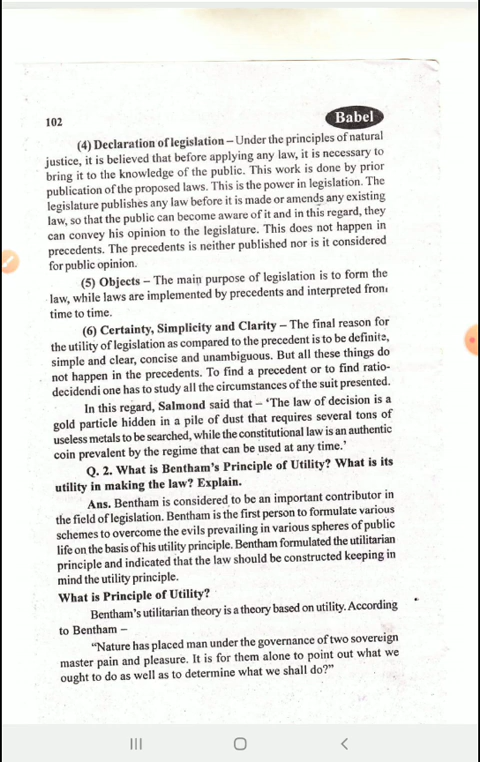 102
Babel
(4) Declaration of legislation – Under the principles of natural
justice, it is believed that before applying any law, it is necessary to
bring it to the knowledge of the public. This work is done by prior
publication of the proposed laws. This is the power in legislation. The
legislature publishes any law before it is made or amends any existing
law, so that the public can become aware of it and in this regard, they
can convey his opinion to the legislature. This does not happen in
precedents. The precedents is neither published nor is it considered
for public opinion.
(5) Objects – The main purpose of legislation is to form the
law, while laws are implemented by precedents and interpreted from
time to time.
(6) Certainty, Simplicity and Clarity – The final reason for
the utility of legislation as compared to the precedent is to be definite,
simple and clear, concise and unambiguous. But all these things do
not happen in the precedents. To find a precedent or to find ratio-
decidendi one has to study all the circumstances of the suit presented.
In this regard, Salmond said that – ‘The law of decision is a
gold particle hidden in a pile of dust that requires several tons of
useless metals to be searched, while the constitutional law is an authentic
coin prevalent by the regime that can be used at any time.’
Q. 2. What is Bentham’s Principle of Utility? What is its
utility in making the law? Explain.
Ans. Bentham is considered to be an important contributor in
the field of legislation. Bentham is the first person to formulate various
schemes to overcome the evils prevailing in various spheres of public
life on the basis of his utility principle. Bentham formulated the utilitarian
principle and indicated that the law should be constructed keeping in
mind the utility principle.
What is Principle of Utility?
Bentham’s utilitarian theory is a theory based on utility. According
to Bentham –
“Nature has placed man under the governance of two sovereign
master pain and pleasure. It is for them alone to point out what we
ought to do as well as to determine what we shall do?”